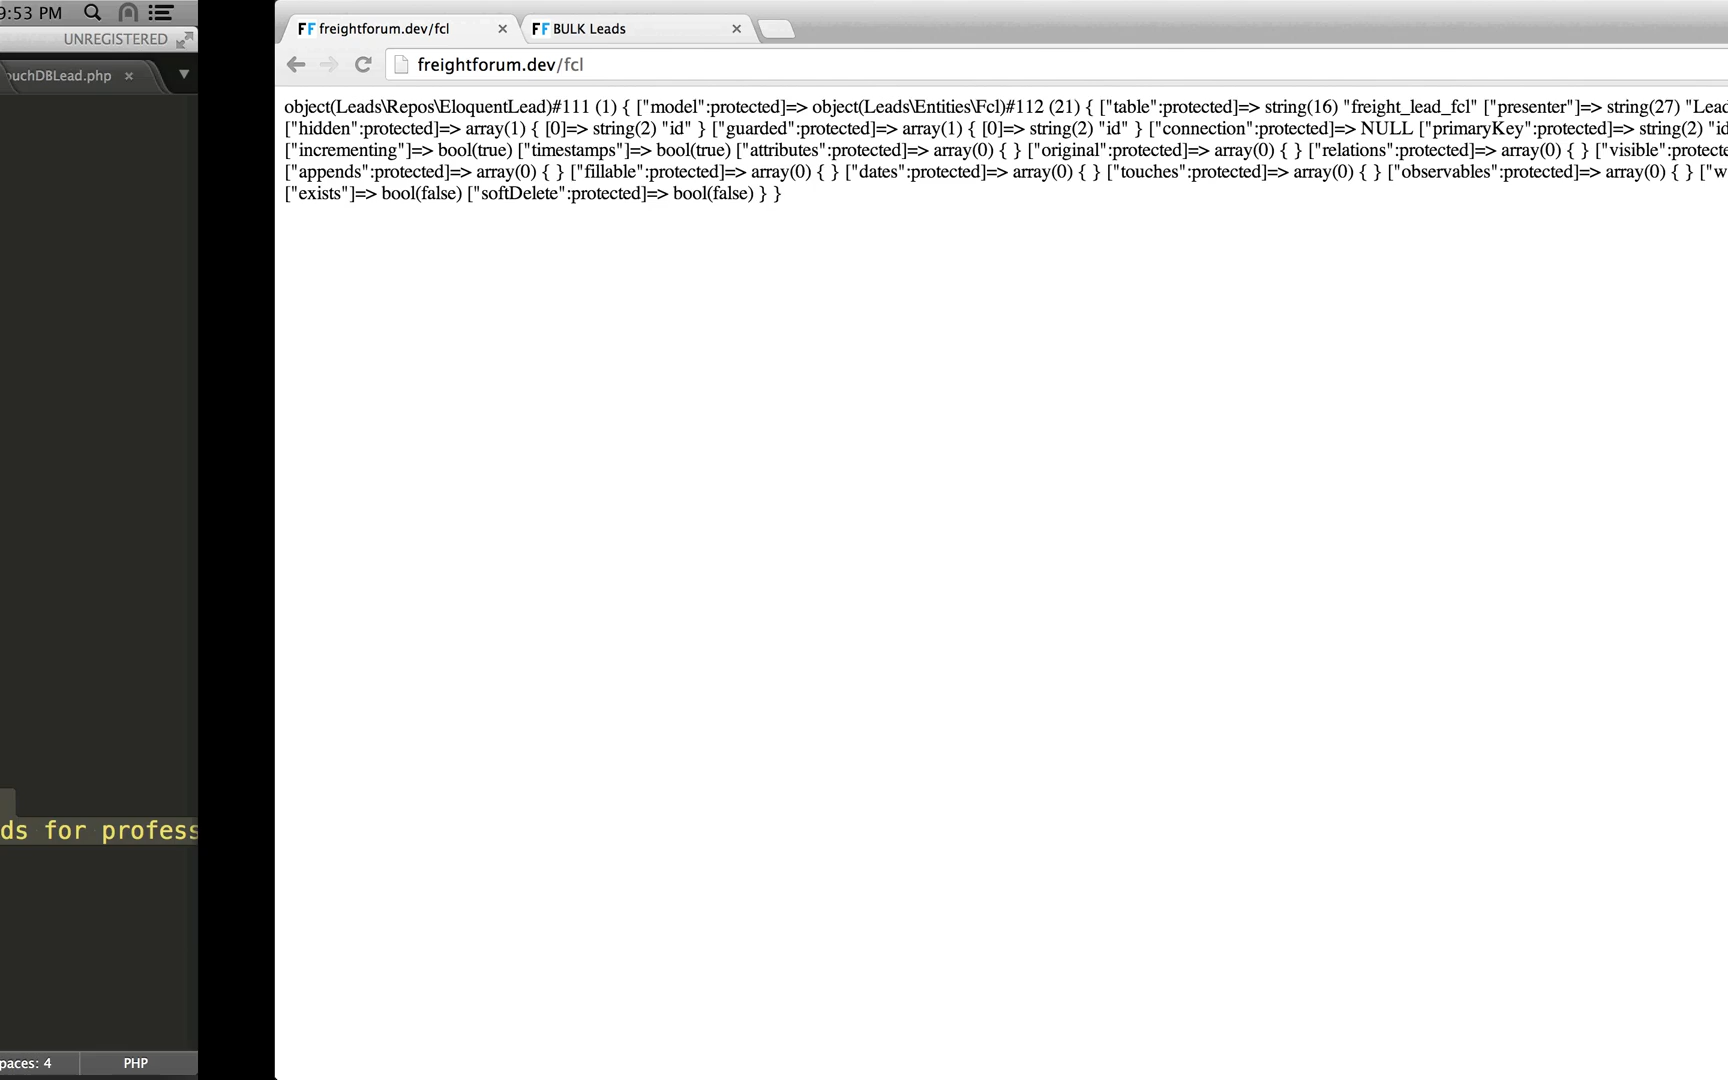 9:53 PM
UNREGISTERED
ouchDBLead.php
ds for profess
paces: 4
PHP
FF freightforum.dev/fcl
FF BULK Leads
freightforum.dev/fcl
object(Leads\Repos\EloquentLead)#111 (1) { ["model":protected]=> object(Leads\Entities\Fcl)#112 (21) { ["table":protected]=> string(16) "freight_lead_fcl" ["presenter"]=> string(27) "Lead
["hidden":protected]=> array(1) { [0]=> string(2) "id" } ["guarded":protected]=> array(1) { [0]=> string(2) "id" } ["connection":protected]=> NULL ["primaryKey":protected]=> string(2) "id
["incrementing"]=> bool(true) ["timestamps"]=> bool(true) ["attributes":protected]=> array(0) { } ["original":protected]=> array(0) { } ["relations":protected]=> array(0) { } ["visible":protecte
["appends":protected]=> array(0) { } ["fillable":protected]=> array(0) { } ["dates":protected]=> array(0) { } ["touches":protected]=> array(0) { } ["observables":protected]=> array(0) { } ["w
["exists"]=> bool(false) ["softDelete":protected]=> bool(false) } }